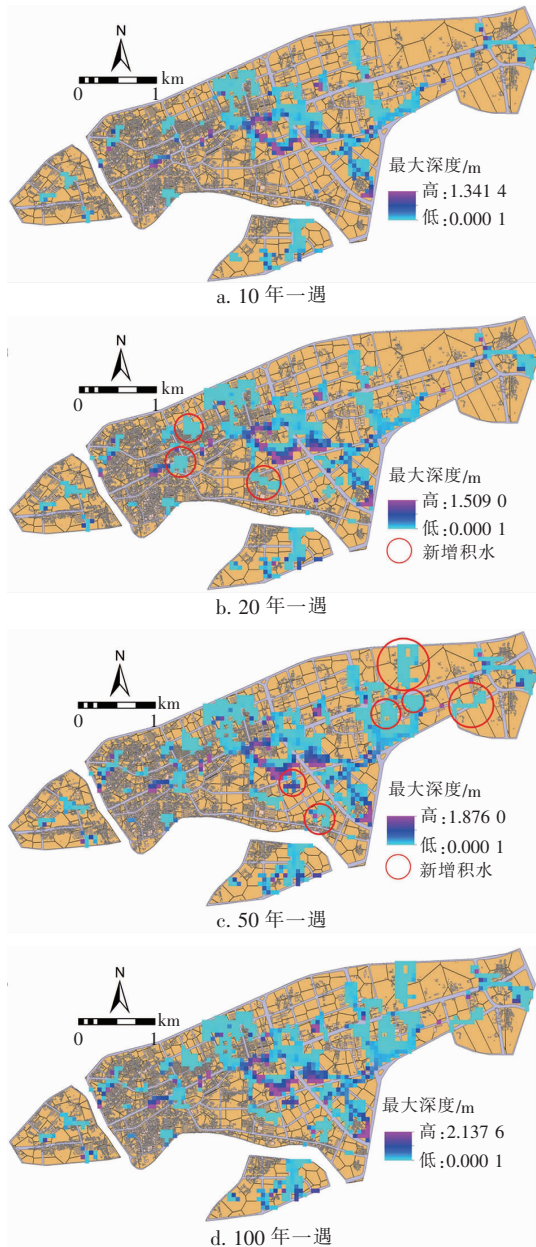 N
km
0 1
最大深度/m
高:1.341 4
低:0.000 1
a. 10 年一遇
N
km
0 1
最大深度/m
高:1.509 0
低:0.000 1
新增积水
b. 20 年一遇
N
km
0 1
最大深度/m
高:1.876 0
低:0.000 1
新增积水
c. 50 年一遇
N
km
0 1
最大深度/m
高:2.137 6
低:0.000 1
d. 100 年一遇